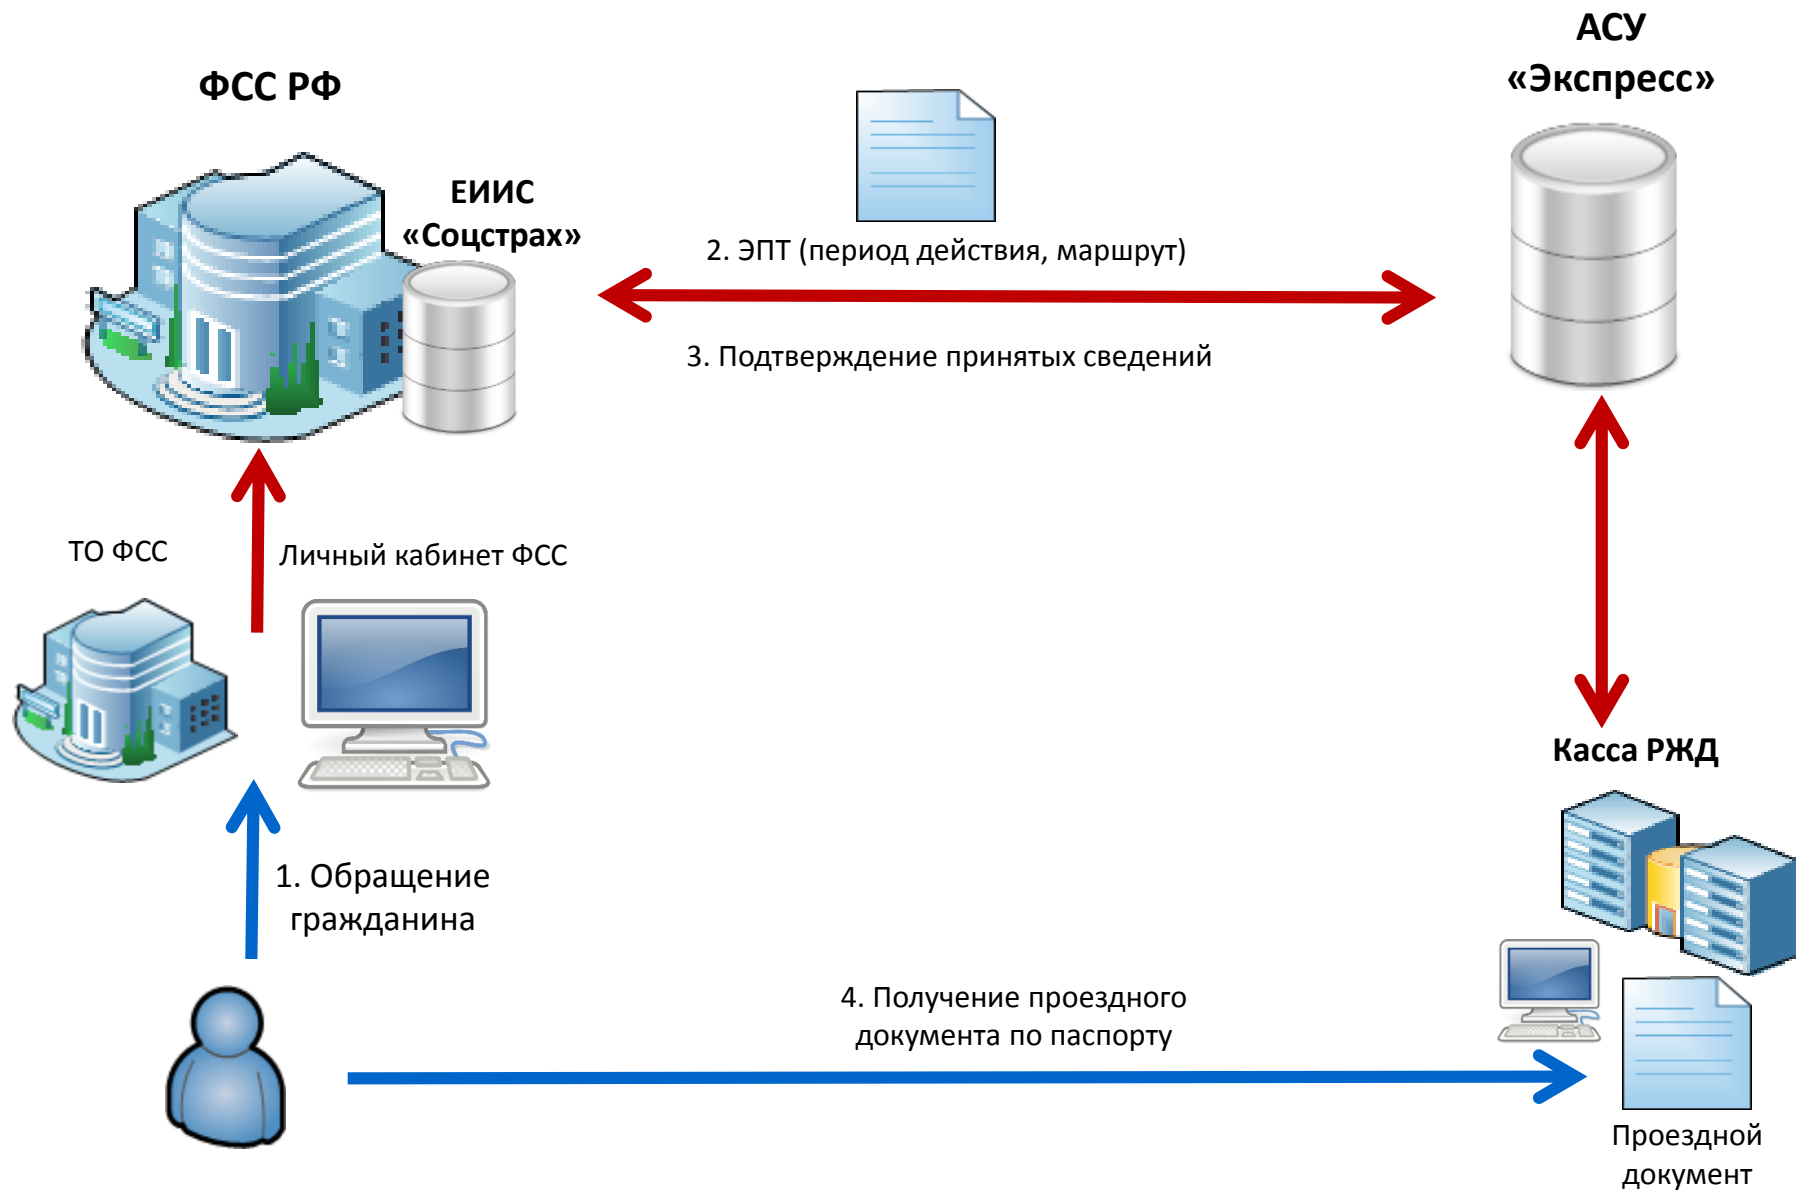 ФСС РФ
АСУ
«Экспресс»
ЕИИС
«Соцстрах»
2. ЭПТ (период действия, маршрут)
3. Подтверждение принятых сведений
ТО ФСС
Личный кабинет ФСС
Касса РЖД
1. Обращение
гражданина
4. Получение проездного
документа по паспорту
Проездной
документ